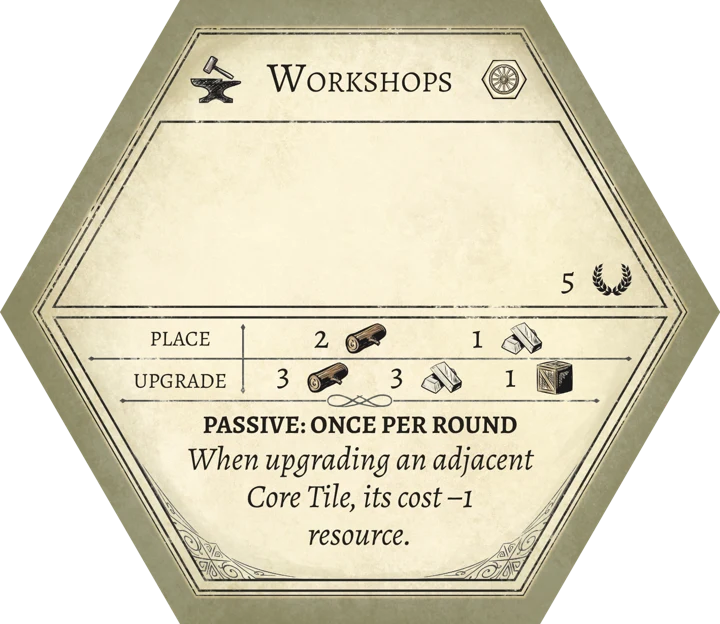 Workshops
5
PLACE 2 1
UPGRADE 3 3 1
PASSIVE: ONCE PER ROUND
When upgrading an adjacent
Core Tile, its cost –1
resource.